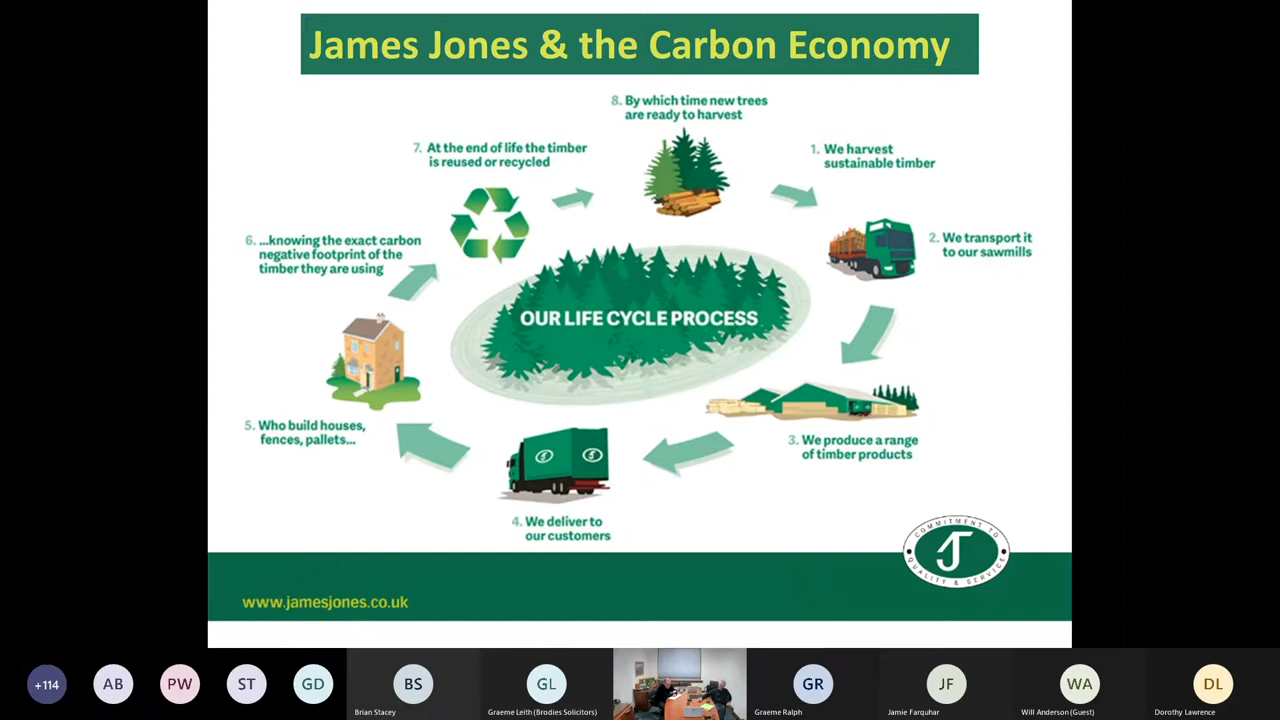 James Jones & the Carbon Economy
8. By which time new trees
are ready to harvest
7. At the end of life the timber
is reused or recycled
1. We harvest
sustainable timber
6. ...knowing the exact carbon
negative footprint of the
timber they are using
2. We transport it
to our sawmills
OUR LIFE CYCLE PROCESS
5. Who build houses,
fences, pallets...
3. We produce a range
of timber products
4. We deliver to
our customers
COMMITMENT TO
J
QUALITY & SERVICE
www.jamesjones.co.uk
+114
AB
PW
ST
GD
BS
GL
GR
JF
WA
DL
Brian Stacey
Graeme Leith (Brodies Solicitors)
Graeme Ralph
Jamie Farquhar
Will Anderson (Guest)
Dorothy Lawrence